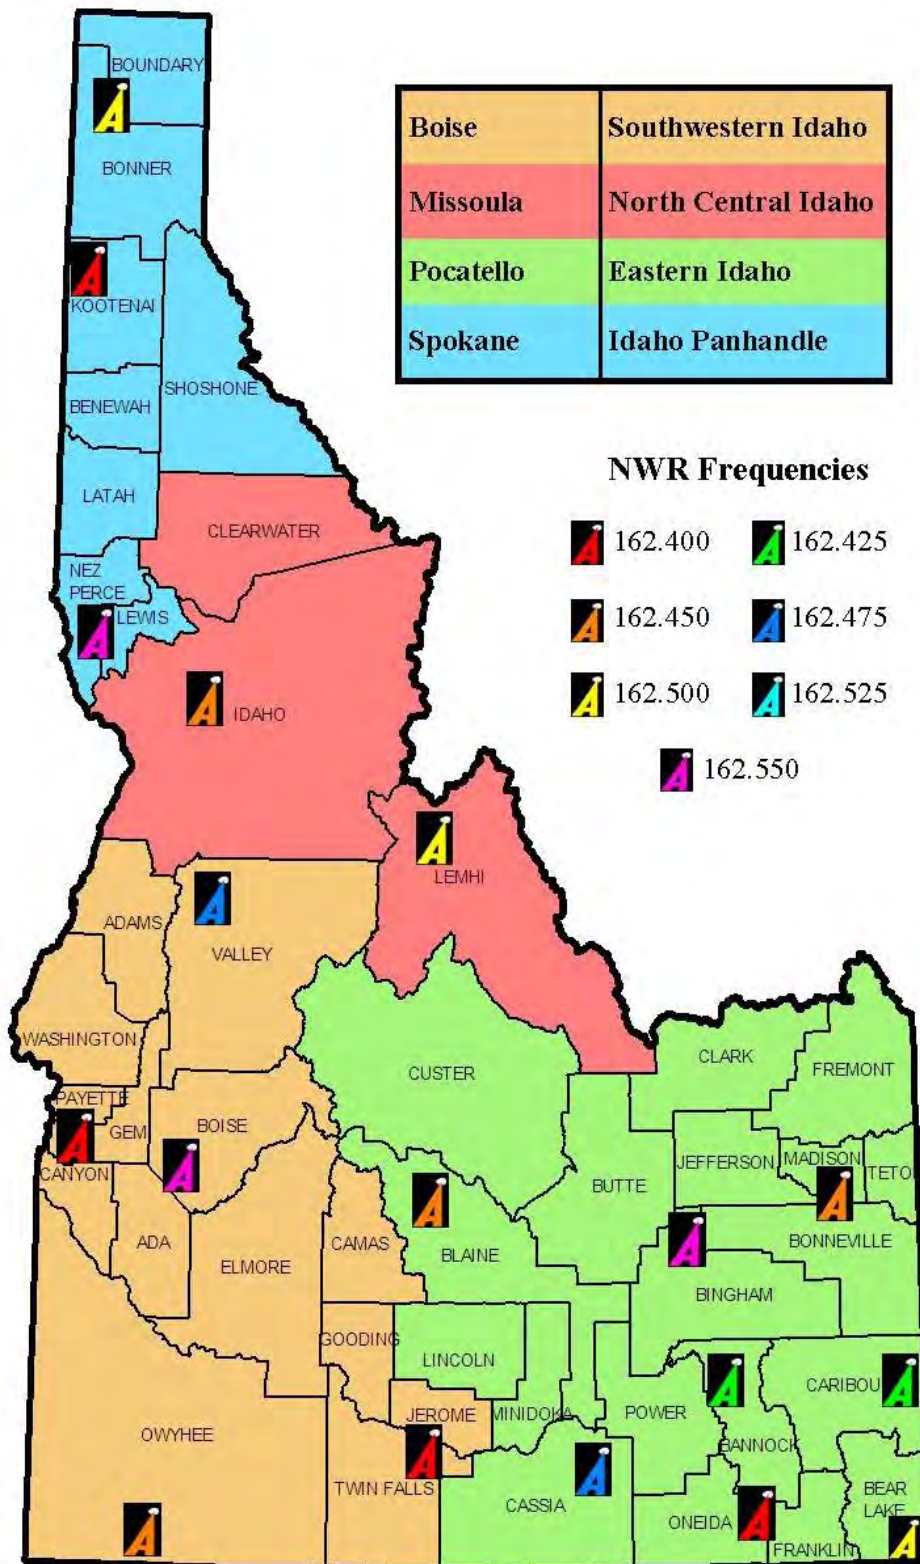 BOUNDARY
BONNER
KOOTENAI
SHOSHONE
BENEWAH
LATAH
CLEARWATER
NEZ
PERCE
LEWIS
IDAHO
LEMHI
ADAMS
VALLEY
WASHINGTON
CUSTER
CLARK
FREMONT
PAYETTE
GEM
BOISE
CANYON
JEFFERSON
MADISON
TETO
BUTTE
ADA
ELMORE
CAMAS
BLAINE
BONNEVILLE
BINGHAM
GOODING
LINCOLN
CARIBOU
OWYHEE
JEROME
MINIDOKA
POWER
BANNOCK
TWIN FALLS
CASSIA
ONEIDA
BEAR
LAKE
FRANKLIN
Boise Southwestern Idaho
Missoula North Central Idaho
Pocatello Eastern Idaho
Spokane Idaho Panhandle
NWR Frequencies
162.400 162.425
162.450 162.475
162.500 162.525
162.550